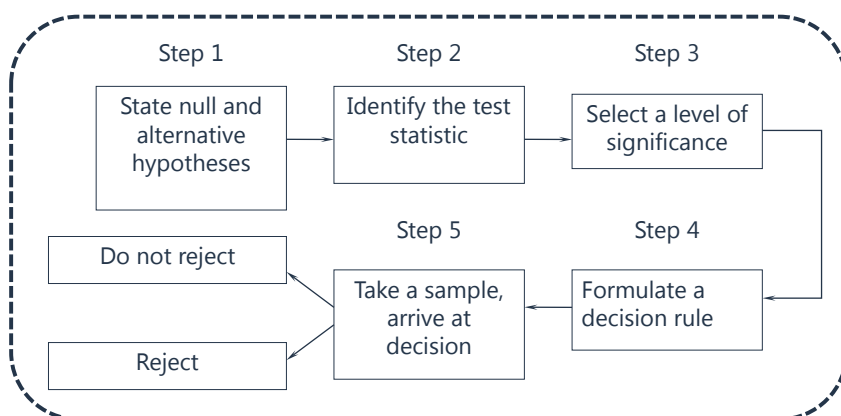 Step 1
State null and
alternative
hypotheses
Step 2
Identify the test
statistic
Step 3
Select a level of
significance
Step 4
Formulate a
decision rule
Step 5
Take a sample,
arrive at
decision
Do not reject
Reject